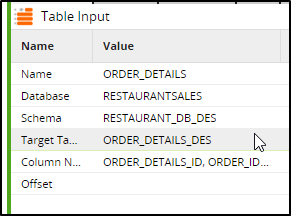 Table Input
Name Value
Name ORDER_DETAILS
Database RESTAURANTSALES
Schema RESTAURANT_DB_DES
Target Ta... ORDER_DETAILS_DES
Column N... ORDER_DETAILS_ID, ORDER_ID...
Offset